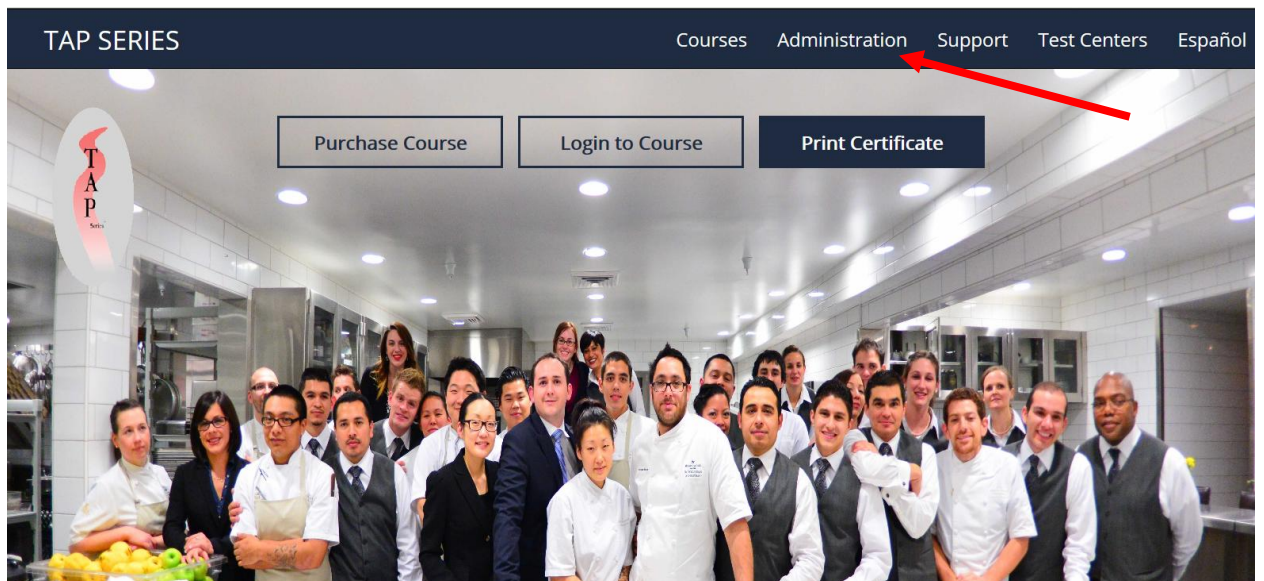 TAP SERIES
Courses Administration Support Test Centers Español
Purchase Course Login to Course Print Certificate
T
A
P
Series